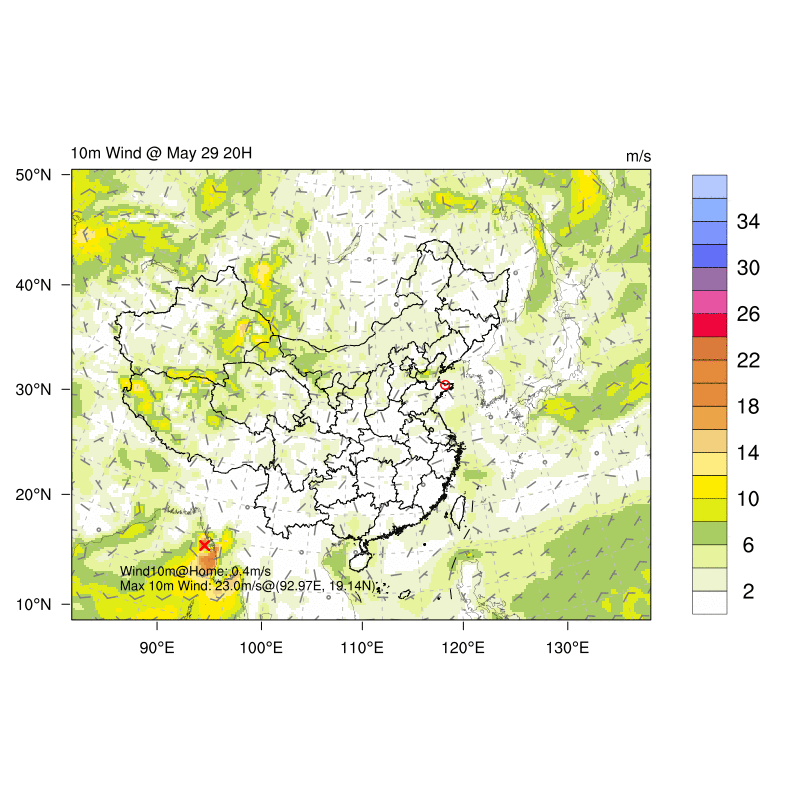 10m Wind @ May 29 20H
m/s
50°N
40°N
30°N
20°N
10°N
Wind10m@Home: 0.4m/s
Max 10m Wind: 23.0m/s@(92.97E, 19.14N)
90°E 100°E 110°E 120°E 130°E
34
30
26
22
18
14
10
6
2